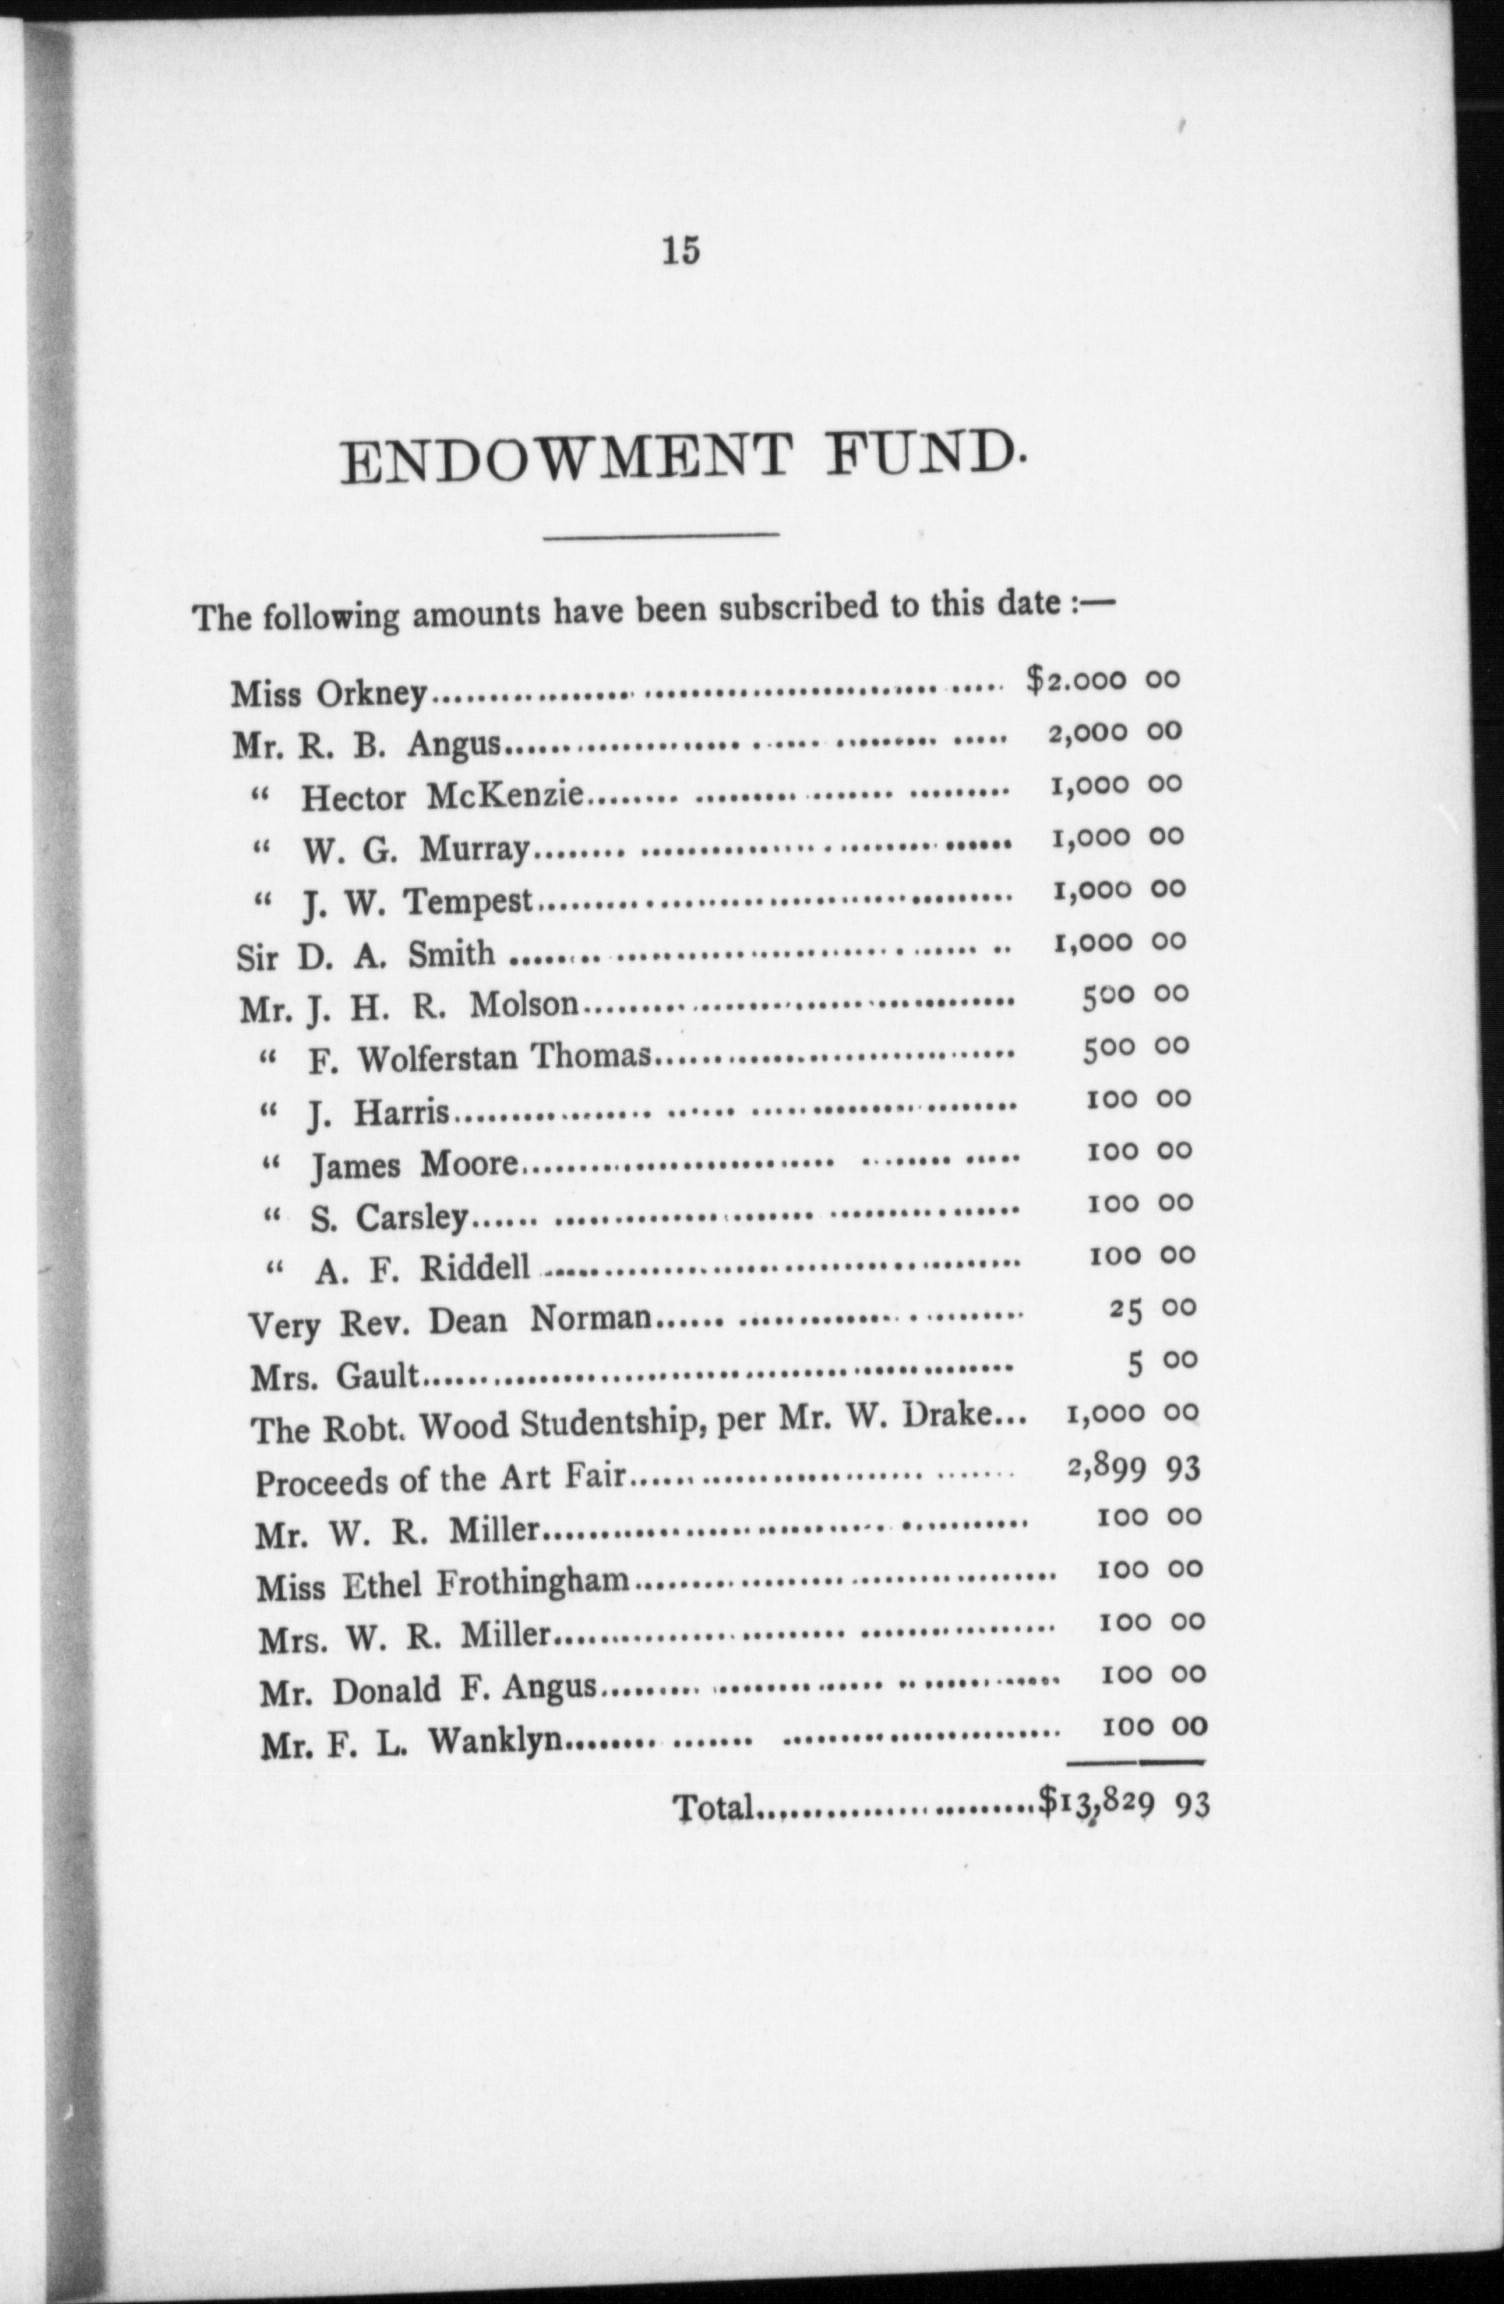 15
ENDOWMENT FUND.
The following amounts have been subscribed to this date :—
Miss Orkney........................................ $2.000 00
Mr. R. B. Angus........................................ 2,000 00
“ Hector McKenzie........................................ 1,000 00
“ W. G. Murray........................................ 1,000 00
“ J. W. Tempest........................................ 1,000 00
Sir D. A. Smith ........................................ 1,000 00
Mr. J. H. R. Molson........................................ 500 00
“ F. Wolferstan Thomas........................................ 500 00
“ J. Harris........................................ 100 00
“ James Moore........................................ 100 00
“ S. Carsley........................................ 100 00
“ A. F. Riddell ........................................ 100 00
Very Rev. Dean Norman........................................ 25 00
Mrs. Gault........................................ 5 00
The Robt. Wood Studentship, per Mr. W. Drake... 1,000 00
Proceeds of the Art Fair........................................ 2,899 93
Mr. W. R. Miller........................................ 100 00
Miss Ethel Frothingham........................................ 100 00
Mrs. W. R. Miller........................................ 100 00
Mr. Donald F. Angus........................................ 100 00
Mr. F. L. Wanklyn........................................ 100 00
Total..............................$13,829 93